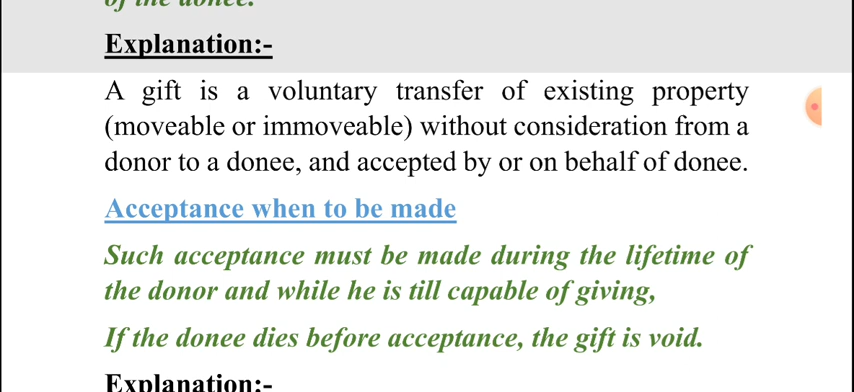 of the donee.
Explanation:-
A gift is a voluntary transfer of existing property
(moveable or immoveable) without consideration from a
donor to a donee, and accepted by or on behalf of donee.
Acceptance when to be made
Such acceptance must be made during the lifetime of
the donor and while he is till capable of giving,
If the donee dies before acceptance, the gift is void.
Explanation:-